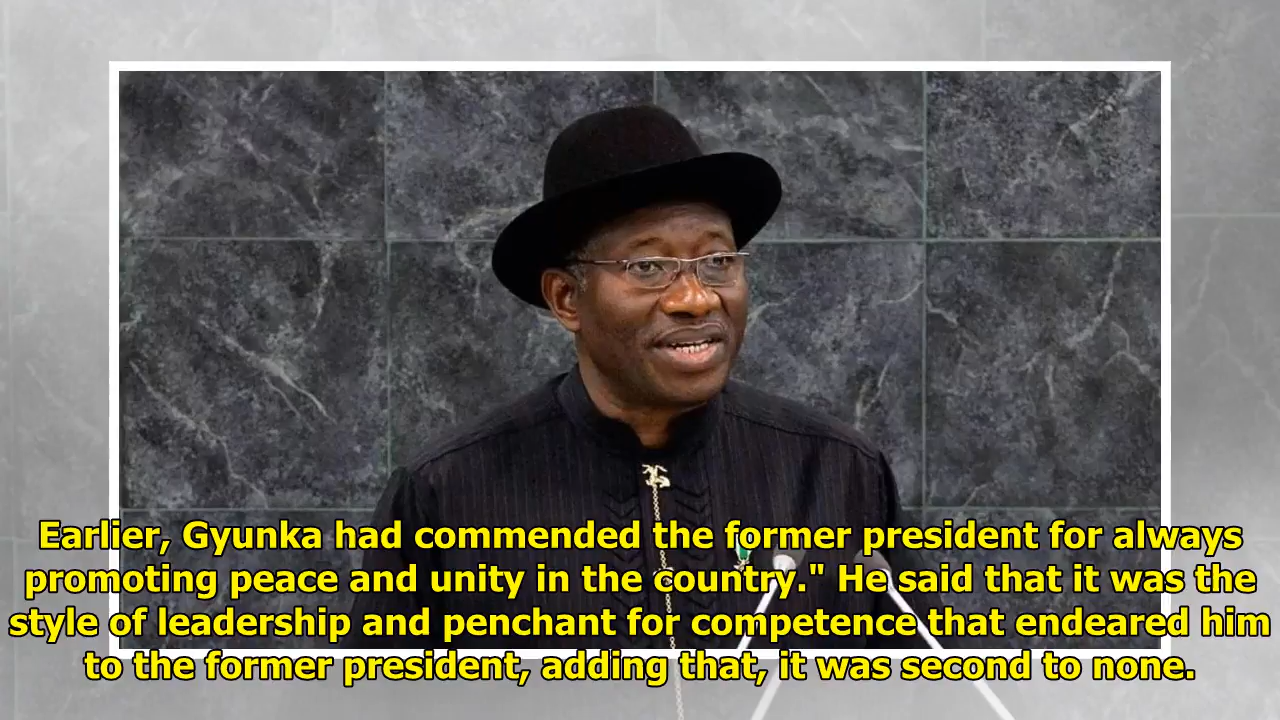 Earlier, Gyunka had commended the former president for always
promoting peace and unity in the country." He said that it was the
style of leadership and penchant for competence that endeared him
to the former president, adding that, it was second to none.